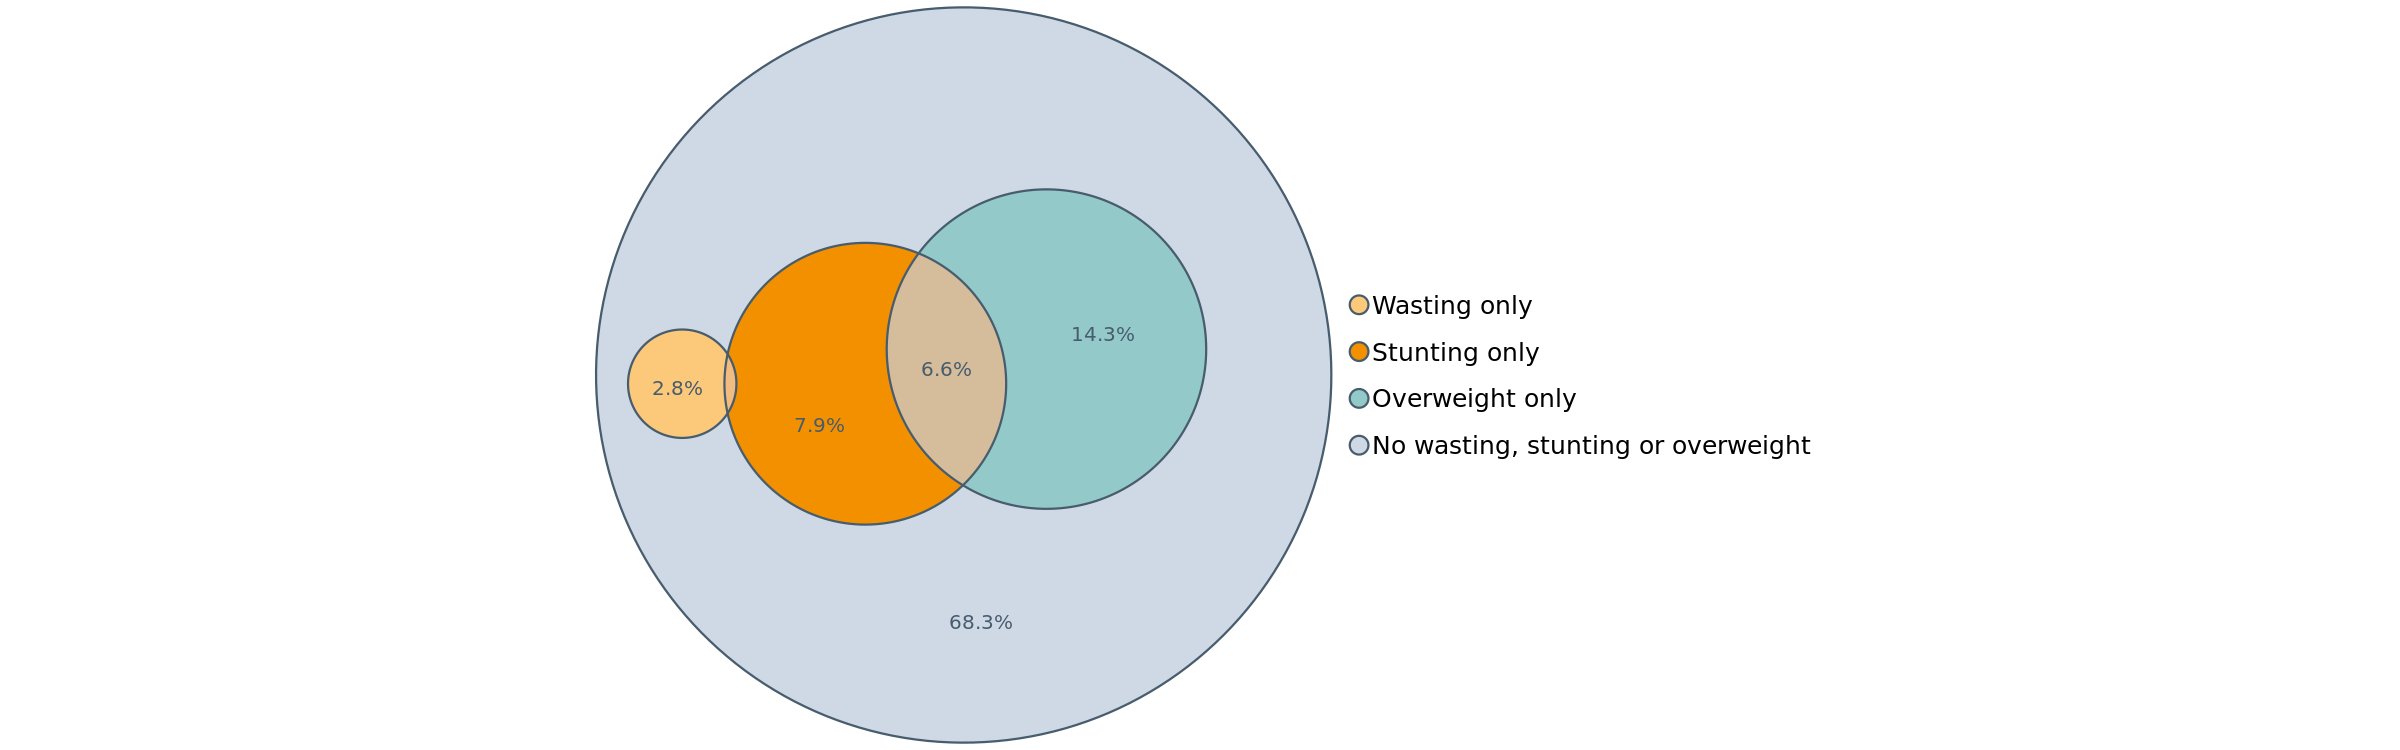 14.3%
6.6%
2.8%
7.9%
68.3%
Wasting only
Stunting only
Overweight only
No wasting, stunting or overweight